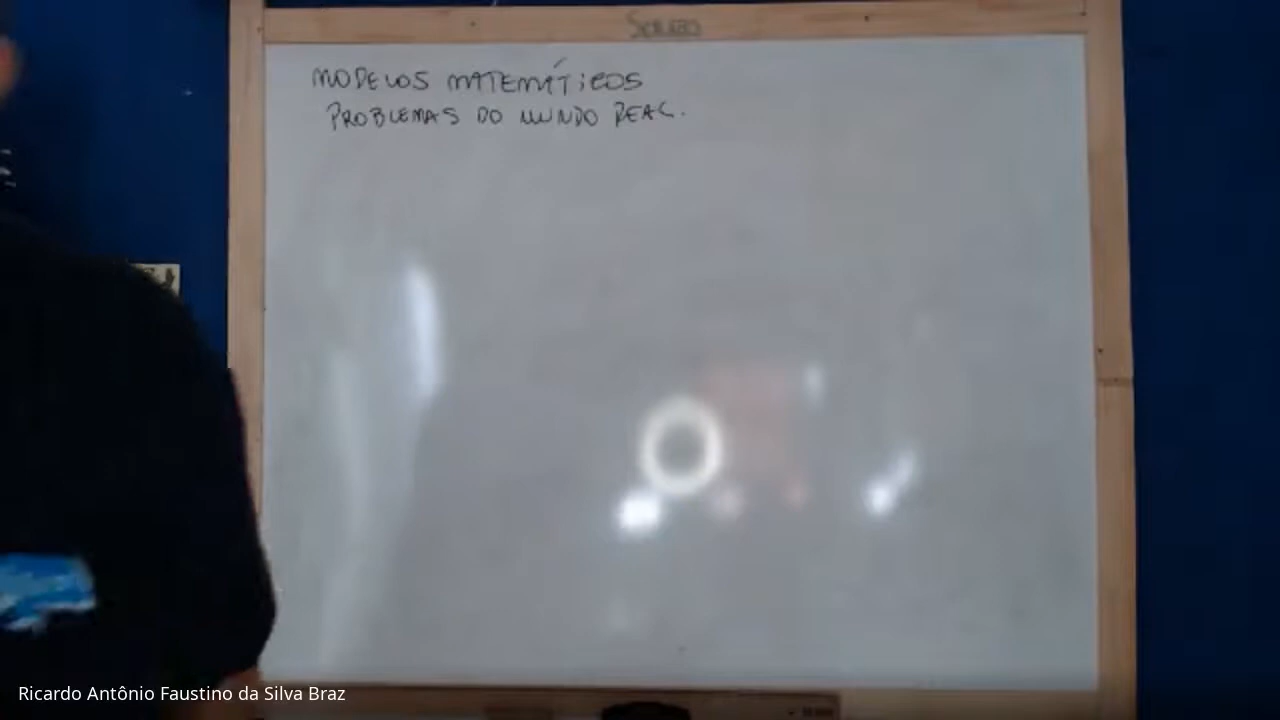 MODELOS MATEMÁTICOS
PROBLEMAS DO MUNDO REAL.
Ricardo Antônio Faustino da Silva Braz